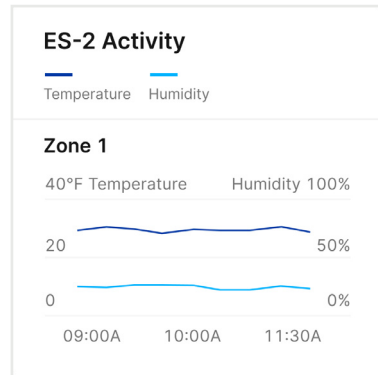 ES-2 Activity
Temperature Humidity
Zone 1
40°F Temperature Humidity 100%
20 50%
0 0%
09:00A 10:00A 11:30A